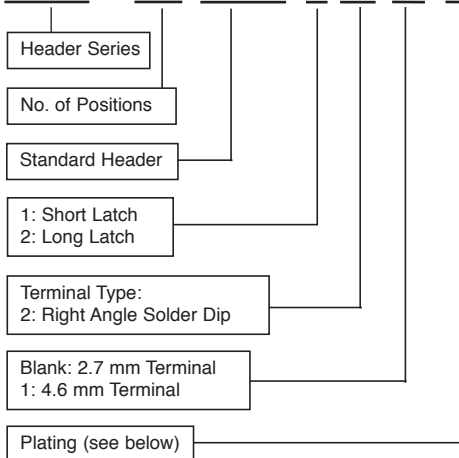 Header Series
No. of Positions
Standard Header
1: Short Latch
2: Long Latch
Terminal Type:
2: Right Angle Solder Dip
Blank: 2.7 mm Terminal
1: 4.6 mm Terminal
Plating (see below)